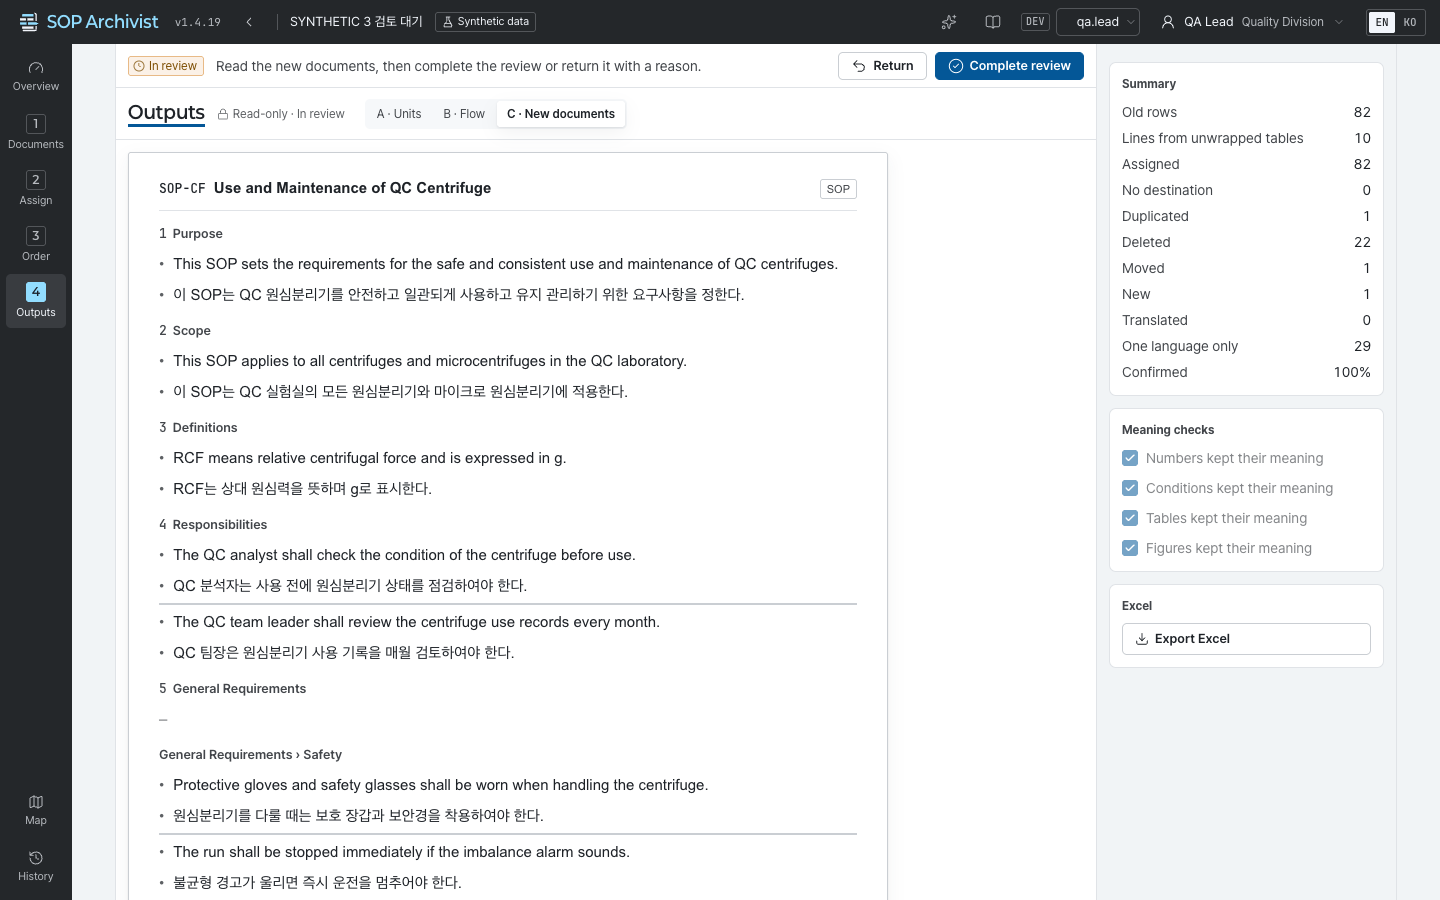 SOP Archivist v1.4.19 SYNTHETIC 3 검토 대기 Synthetic data DEV qa.lead QA Lead Quality Division EN KO
Overview
1
Documents
2
Assign
3
Order
4
Outputs
Map
History
In review Read the new documents, then complete the review or return it with a reason. Return Complete review
Outputs Read-only · In review A · Units B · Flow C · New documents
SOP-CF Use and Maintenance of QC Centrifuge SOP
1 Purpose
• This SOP sets the requirements for the safe and consistent use and maintenance of QC centrifuges.
• 이 SOP는 QC 원심분리기를 안전하고 일관되게 사용하고 유지 관리하기 위한 요구사항을 정한다.
2 Scope
• This SOP applies to all centrifuges and microcentrifuges in the QC laboratory.
• 이 SOP는 QC 실험실의 모든 원심분리기와 마이크로 원심분리기에 적용한다.
3 Definitions
• RCF means relative centrifugal force and is expressed in g.
• RCF는 상대 원심력을 뜻하며 g로 표시한다.
4 Responsibilities
• The QC analyst shall check the condition of the centrifuge before use.
• QC 분석자는 사용 전에 원심분리기 상태를 점검하여야 한다.
• The QC team leader shall review the centrifuge use records every month.
• QC 팀장은 원심분리기 사용 기록을 매월 검토하여야 한다.
5 General Requirements
—
General Requirements › Safety
• Protective gloves and safety glasses shall be worn when handling the centrifuge.
• 원심분리기를 다룰 때는 보호 장갑과 보안경을 착용하여야 한다.
• The run shall be stopped immediately if the imbalance alarm sounds.
• 불균형 경고가 울리면 즉시 운전을 멈추어야 한다.
Summary
Old rows 82
Lines from unwrapped tables 10
Assigned 82
No destination 0
Duplicated 1
Deleted 22
Moved 1
New 1
Translated 0
One language only 29
Confirmed 100%
Meaning checks
Numbers kept their meaning
Conditions kept their meaning
Tables kept their meaning
Figures kept their meaning
Excel
Export Excel